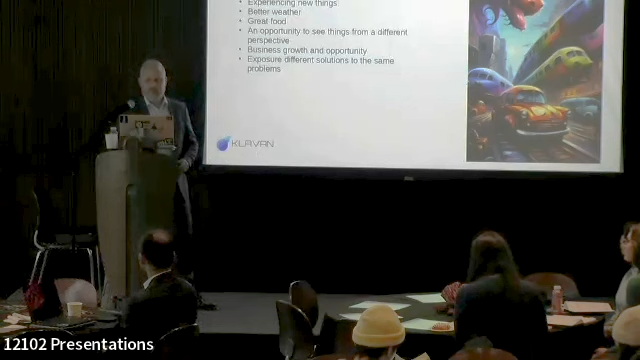 • Experiencing new things
• Better weather
• Great food
• An opportunity to see things from a different
perspective
• Business growth and opportunity
• Exposure different solutions to the same
problems
KILAVAN
12102 Presentations